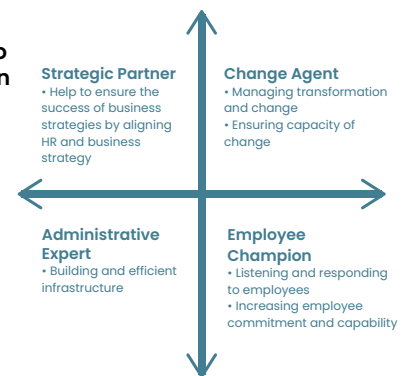 o
n
Strategic Partner
• Help to ensure the
success of business
strategies by aligning
HR and business
strategy
Change Agent
• Managing transformation
and change
• Ensuring capacity of
change
Administrative
Expert
• Building and efficient
infrastructure
Employee
Champion
• Listening and responding
to employees
• Increasing employee
commitment and capability